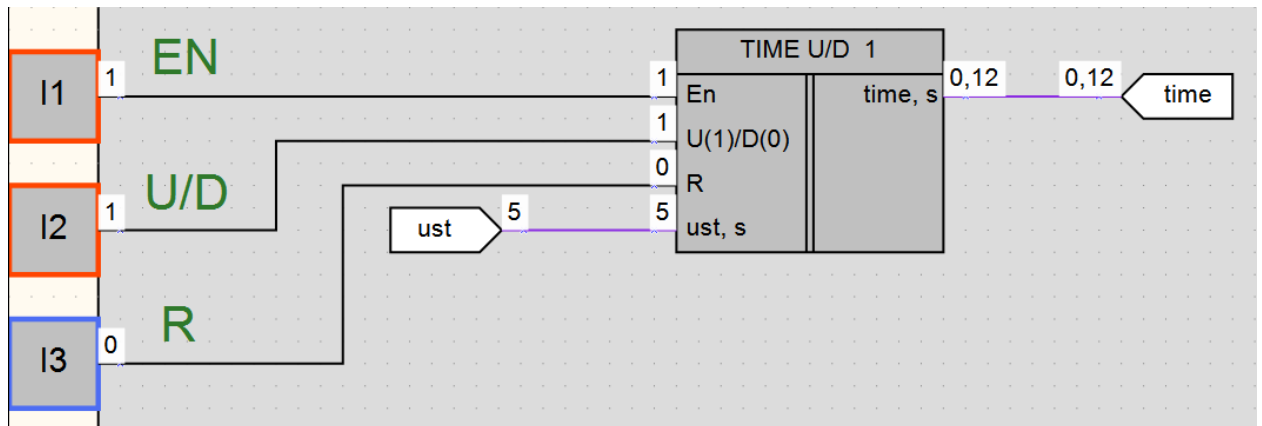 EN
TIME U/D 1
I1
1
1
En
time, s
0,12
0,12
time
1
U(1)/D(0)
U/D
0
R
I2
1
ust
5
5
ust, s
R
I3
0